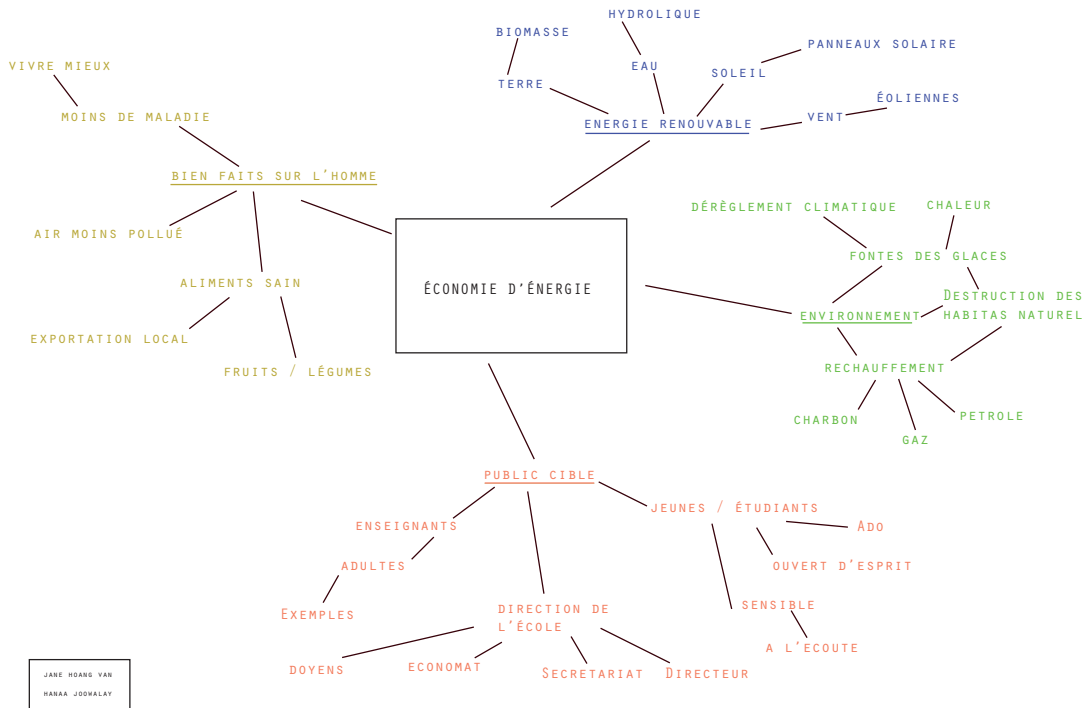 HYDROLIQUE
BIOMASSE
PANNEAUX SOLAIRE
EAU
SOLEIL
TERRE
ÉOLIENNES
VENT
ENERGIE RENOUVABLE
VIVRE MIEUX
MOINS DE MALADIE
BIEN FAITS SUR L'HOMME
AIR MOINS POLLUÉ
ALIMENTS SAIN
EXPORTATION LOCAL
FRUITS / LÉGUMES
ÉCONOMIE D'ÉNERGIE
DÉRÈGLEMENT CLIMATIQUE
CHALEUR
FONTES DES GLACES
DESTRUCTION DES
HABITAS NATUREL
ENVIRONNEMENT
RECHAUFFEMENT
CHARBON
GAZ
PETROLE
PUBLIC CIBLE
ENSEIGNANTS
ADULTES
EXEMPLES
JEUNES / ÉTUDIANTS
ADO
OUVERT D'ESPRIT
SENSIBLE
A L'ECOUTE
DIRECTION DE
L'ÉCOLE
DOYENS
ECONOMAT
SECRETARIAT
DIRECTEUR
JANE HOANG VAN
HANAA JOOWALAY